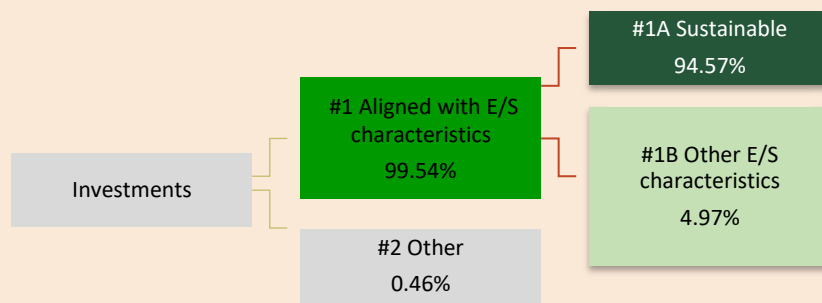 #1A Sustainable
94.57%
#1 Aligned with E/S
characteristics
99.54%
#1B Other E/S
characteristics
4.97%
Investments
#2 Other
0.46%